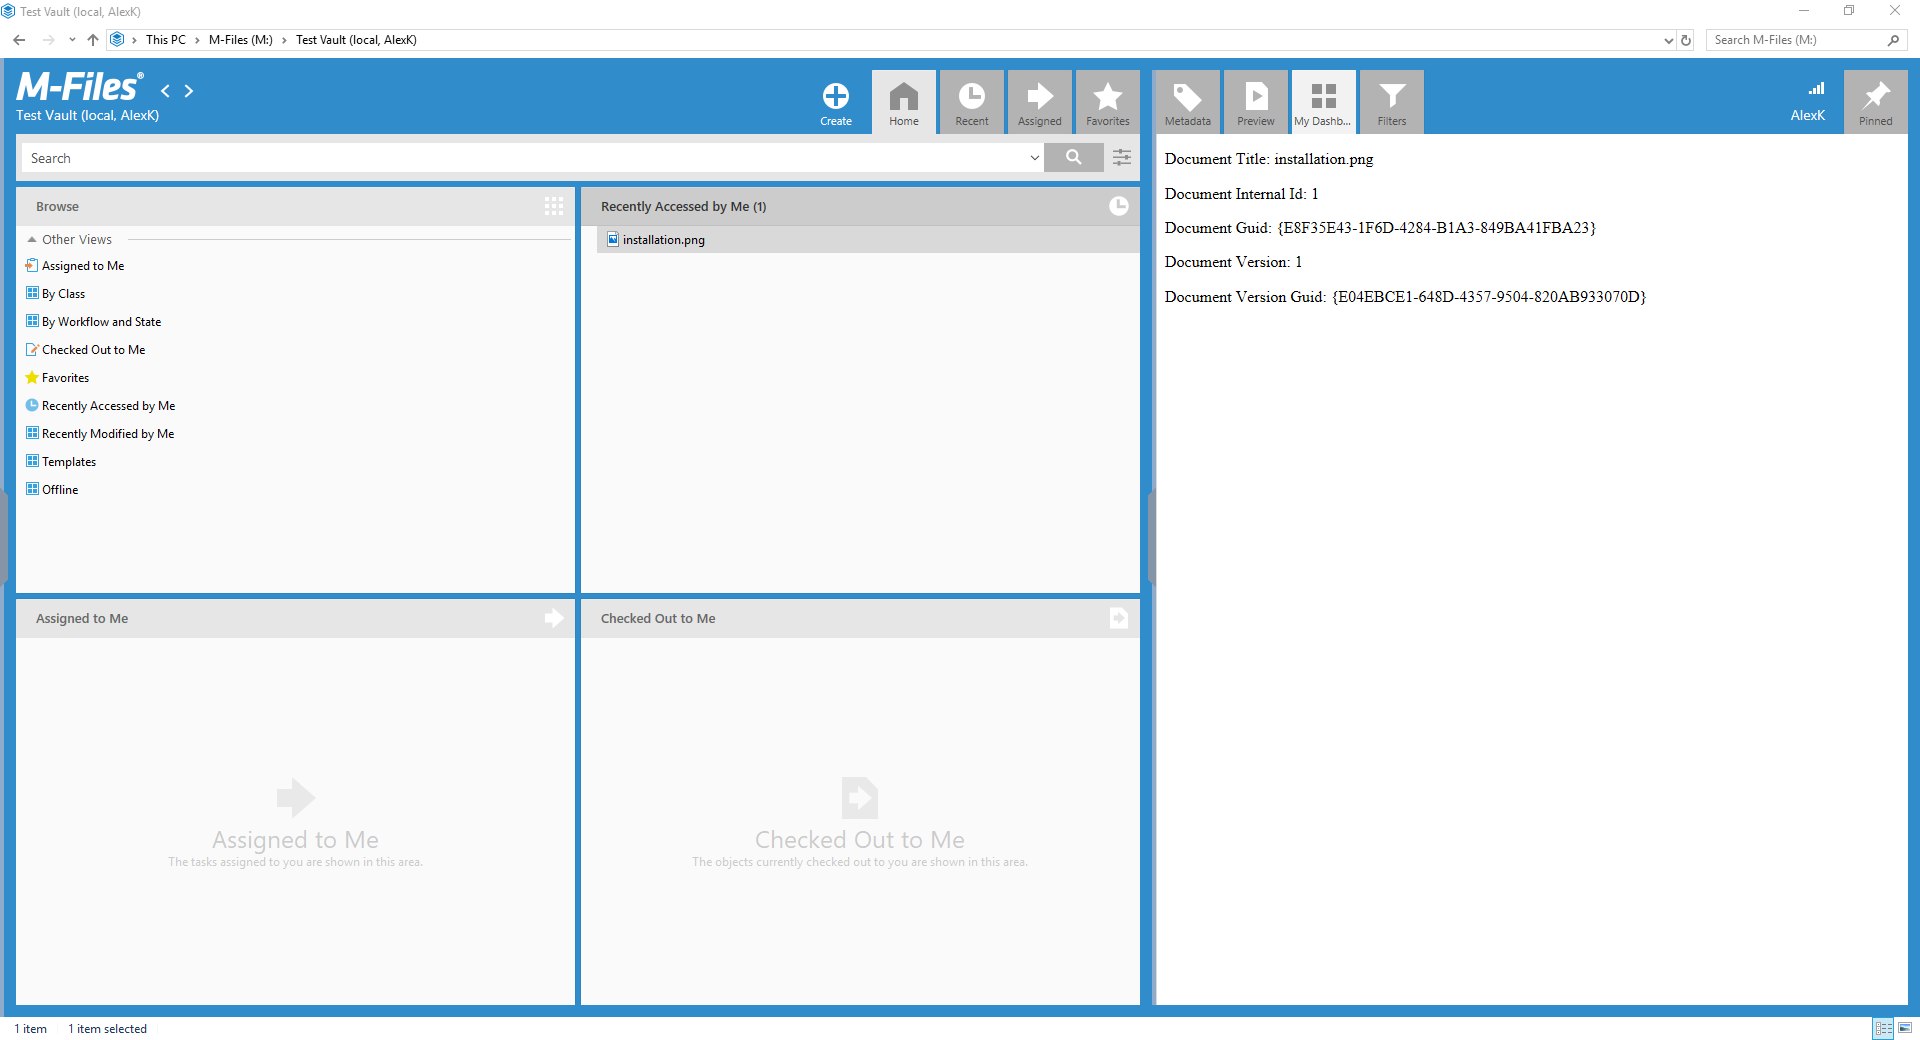 Test Vault (local, AlexK)
This PC M-Files (M:) Test Vault (local, AlexK)
Search M-Files (M:)
M-Files®
Test Vault (local, AlexK)
Create
Home
Recent
Assigned
Favorites
Metadata
Preview
My Dashb...
Filters
AlexK
Pinned
Search
Browse
Other Views
Assigned to Me
By Class
By Workflow and State
Checked Out to Me
Favorites
Recently Accessed by Me
Recently Modified by Me
Templates
Offline
Recently Accessed by Me (1)
installation.png
Document Title: installation.png
Document Internal Id: 1
Document Guid: {E8F35E43-1F6D-4284-B1A3-849BA41FBA23}
Document Version: 1
Document Version Guid: {E04EBCE1-648D-4357-9504-820AB933070D}
Assigned to Me
Assigned to Me
The tasks assigned to you are shown in this area.
Checked Out to Me
Checked Out to Me
The objects currently checked out to you are shown in this area.
1 item 1 item selected